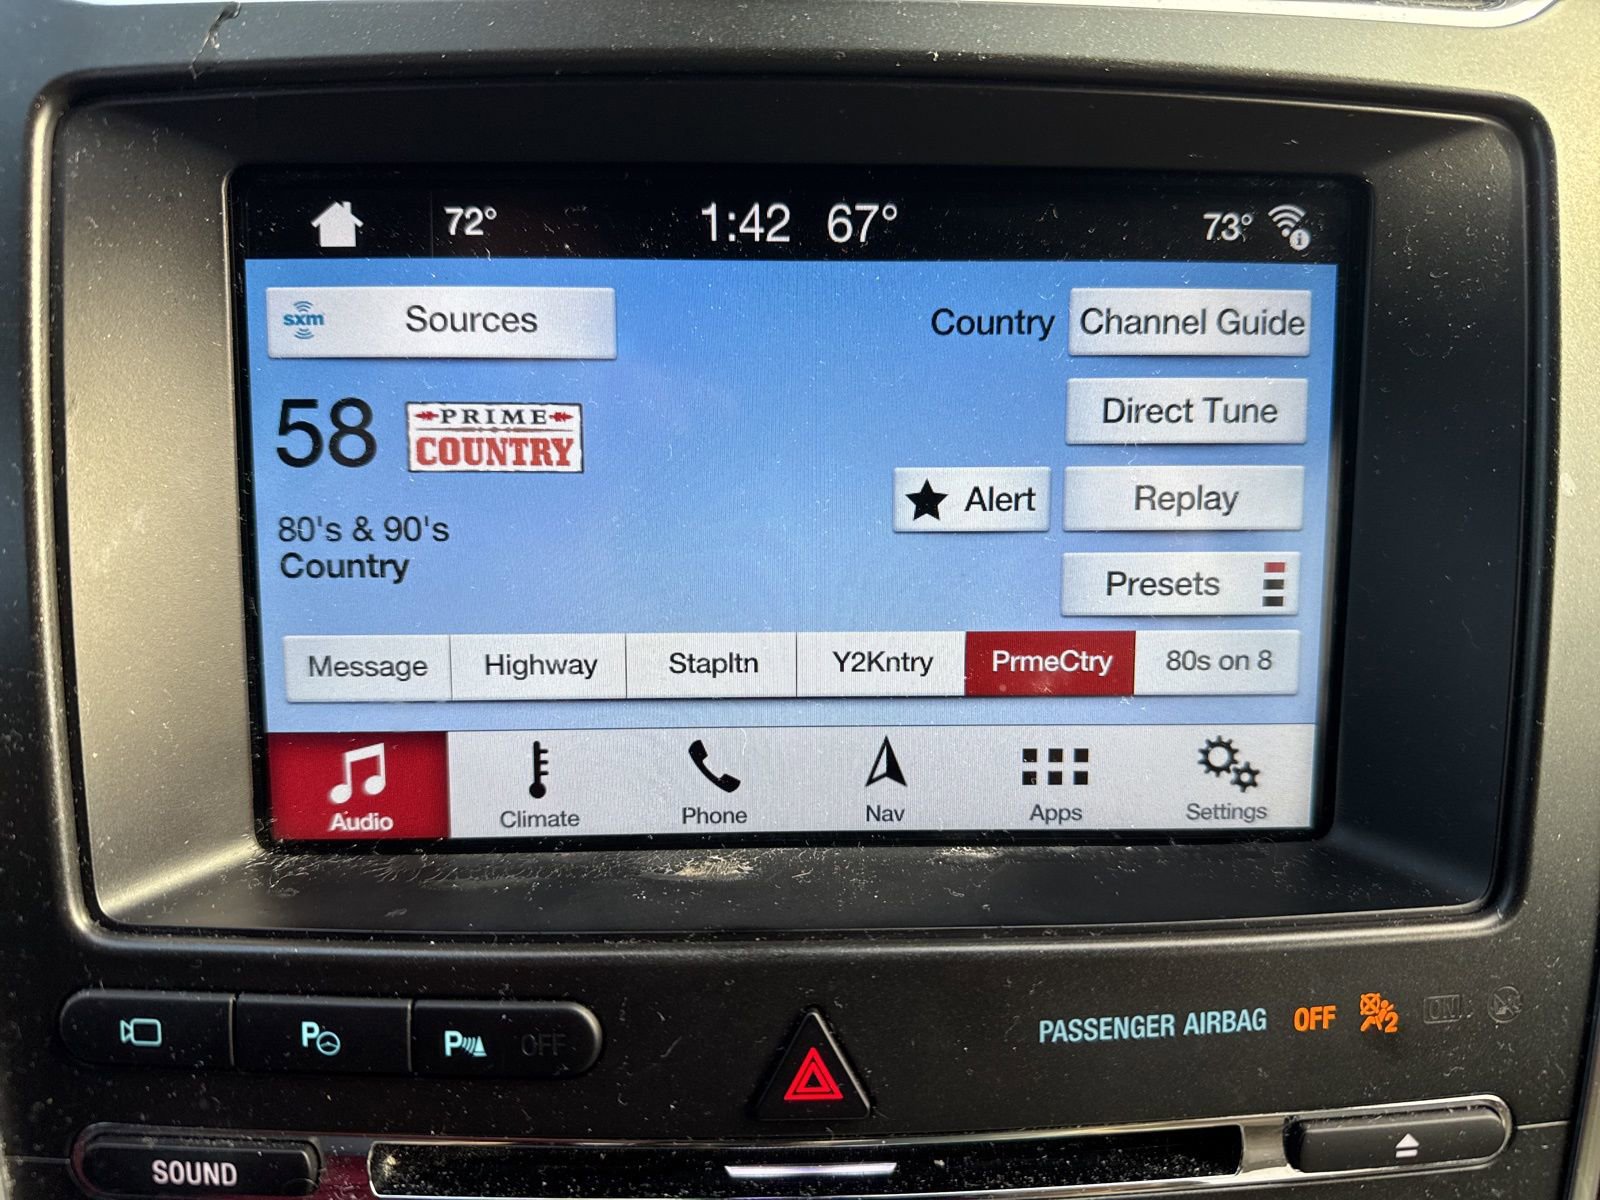 72° 1:42 67° 73°
sxm Sources Country Channel Guide
58 PRIME COUNTRY
Direct Tune
Alert Replay
80's & 90's
Country
Presets
Message Highway Stapltn Y2Kntry PrmeCtry 80s on 8
Audio Climate Phone Nav Apps Settings
P P OFF
PASSENGER AIRBAG OFF 2 ON
SOUND